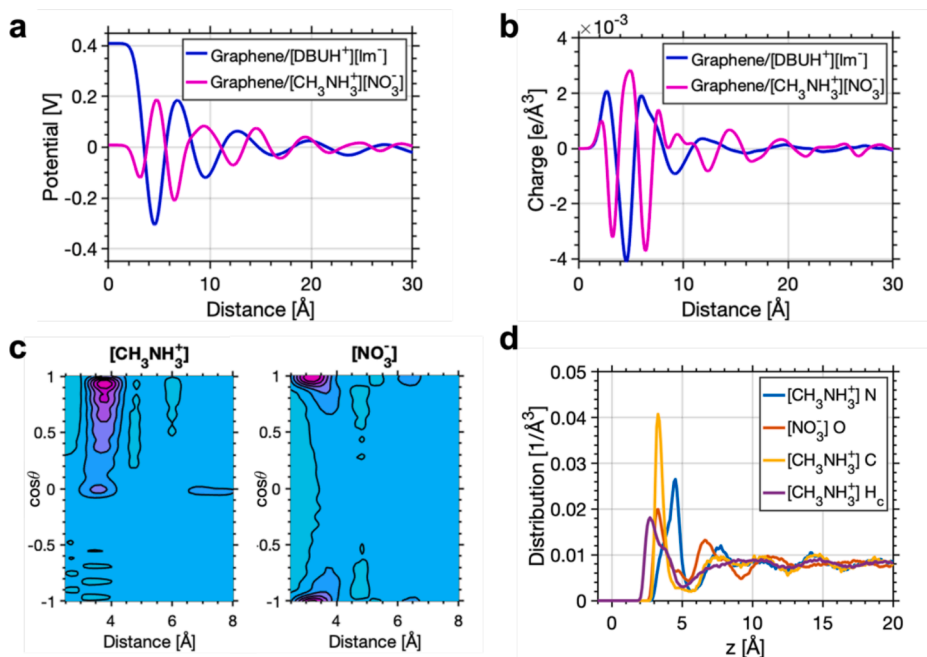 a
Graphene/[DBUH⁺][Im⁻]
Graphene/[CH₃NH₃⁺][NO₃⁻]
Potential [V]
0.4
0.2
0
-0.2
-0.4
0 10 20 30
Distance [Å]
b
×10⁻³
Graphene/[DBUH⁺][Im⁻]
Graphene/[CH₃NH₃⁺][NO₃⁻]
Charge [e/Å³]
4
2
0
-2
-4
0 10 20 30
Distance [Å]
c
[CH₃NH₃⁺]
cosθ
1
0.5
0
-0.5
-1
4 6 8
Distance [Å]
[NO₃⁻]
cosθ
1
0.5
0
-0.5
-1
4 6 8
Distance [Å]
d
[CH₃NH₃⁺] N
[NO₃⁻] O
[CH₃NH₃⁺] C
[CH₃NH₃⁺] H_c
Distribution [1/Å³]
0.05
0.04
0.03
0.02
0.01
0
0 5 10 15 20
z [Å]